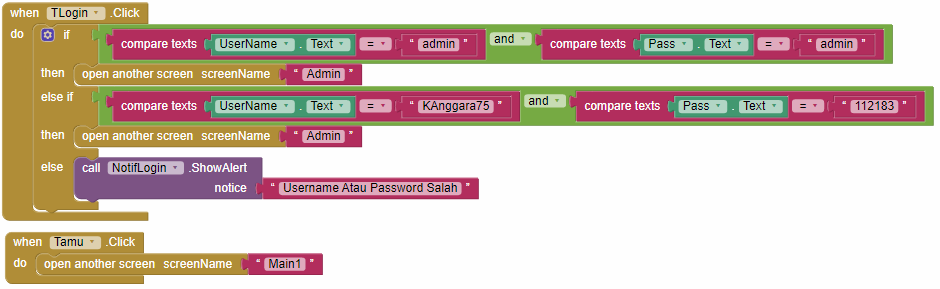 when TLogin .Click
do if compare texts UserName . Text = " admin " and compare texts Pass . Text = " admin "
then open another screen screenName " Admin "
else if compare texts UserName . Text = " KAnggara75 " and compare texts Pass . Text = " 112183 "
then open another screen screenName " Admin "
else call NotifLogin .ShowAlert
notice " Username Atau Password Salah "
when Tamu .Click
do open another screen screenName " Main1 "